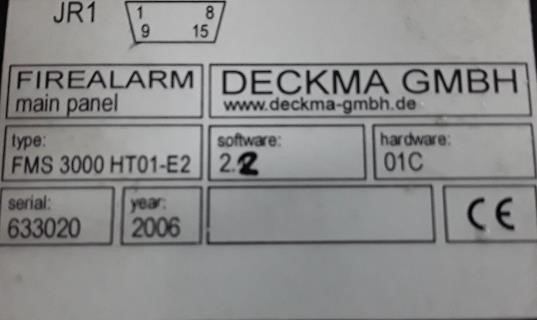 JR1
1 8
9 15
FIREALARM
main panel
DECKMA GMBH
www.deckma-gmbh.de
type:
FMS 3000 HT01-E2
software:
2.2
hardware:
01C
serial:
633020
year:
2006
CE